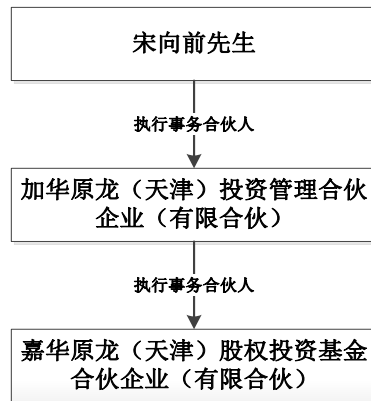 宋向前先生
执行事务合伙人
加华原龙（天津）投资管理合伙
企业（有限合伙）
执行事务合伙人
嘉华原龙（天津）股权投资基金
合伙企业（有限合伙）